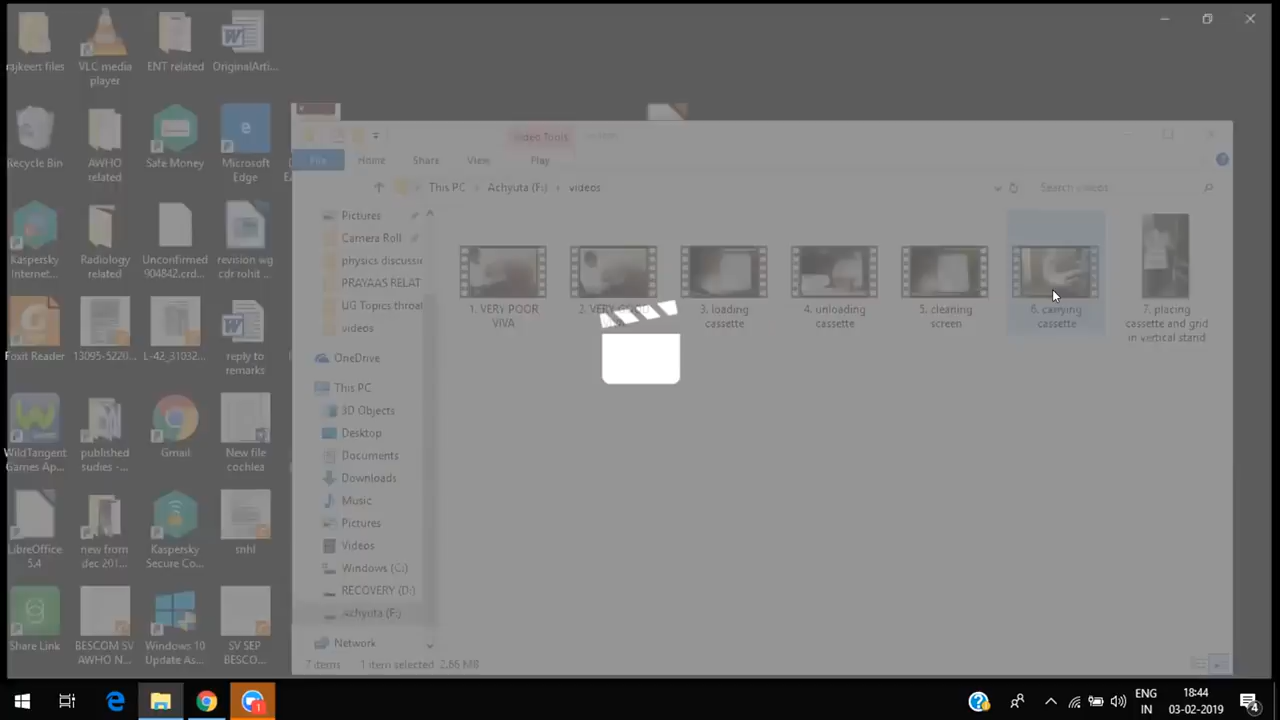 rajkeert files
VLC media
player
ENT related
OriginalArti...
Recycle Bin
AWHO
related
Safe Money
Microsoft
Edge
Kaspersky
Internet...
Radiology
related
Unconfirmed
904842.crd...
revision wg
cdr rohit ...
Foxit Reader
13095-5220...
L-42_31032...
reply to
remarks
WildTangent
Games Ap...
published
sudies -...
Gmail
New file
cochlea
LibreOffice
5.4
new from
dec 201...
Kaspersky
Secure Co...
snhl
Share Link
BESCOM SV
AWHO N...
Windows 10
Update As...
SV SEP
BESCO...
Video Tools
File
Home
Share
View
Play
This PC
Achyuta (F:)
videos
Search videos
Pictures
Camera Roll
physics discussi
PRAYAAS RELAT
UG Topics throat
videos
OneDrive
This PC
3D Objects
Desktop
Documents
Downloads
Music
Pictures
Videos
Windows (C:)
RECOVERY (D:)
Achyuta (F:)
Network
1. VERY POOR
VIVA
2. VERY GOOD
3. loading
cassette
4. unloading
cassette
5. cleaning
screen
6. carrying
cassette
7. placing
cassette and grid
in vertical stand
7 items
1 item selected
2.66 MB
ENG
IN
18:44
03-02-2019
1
4